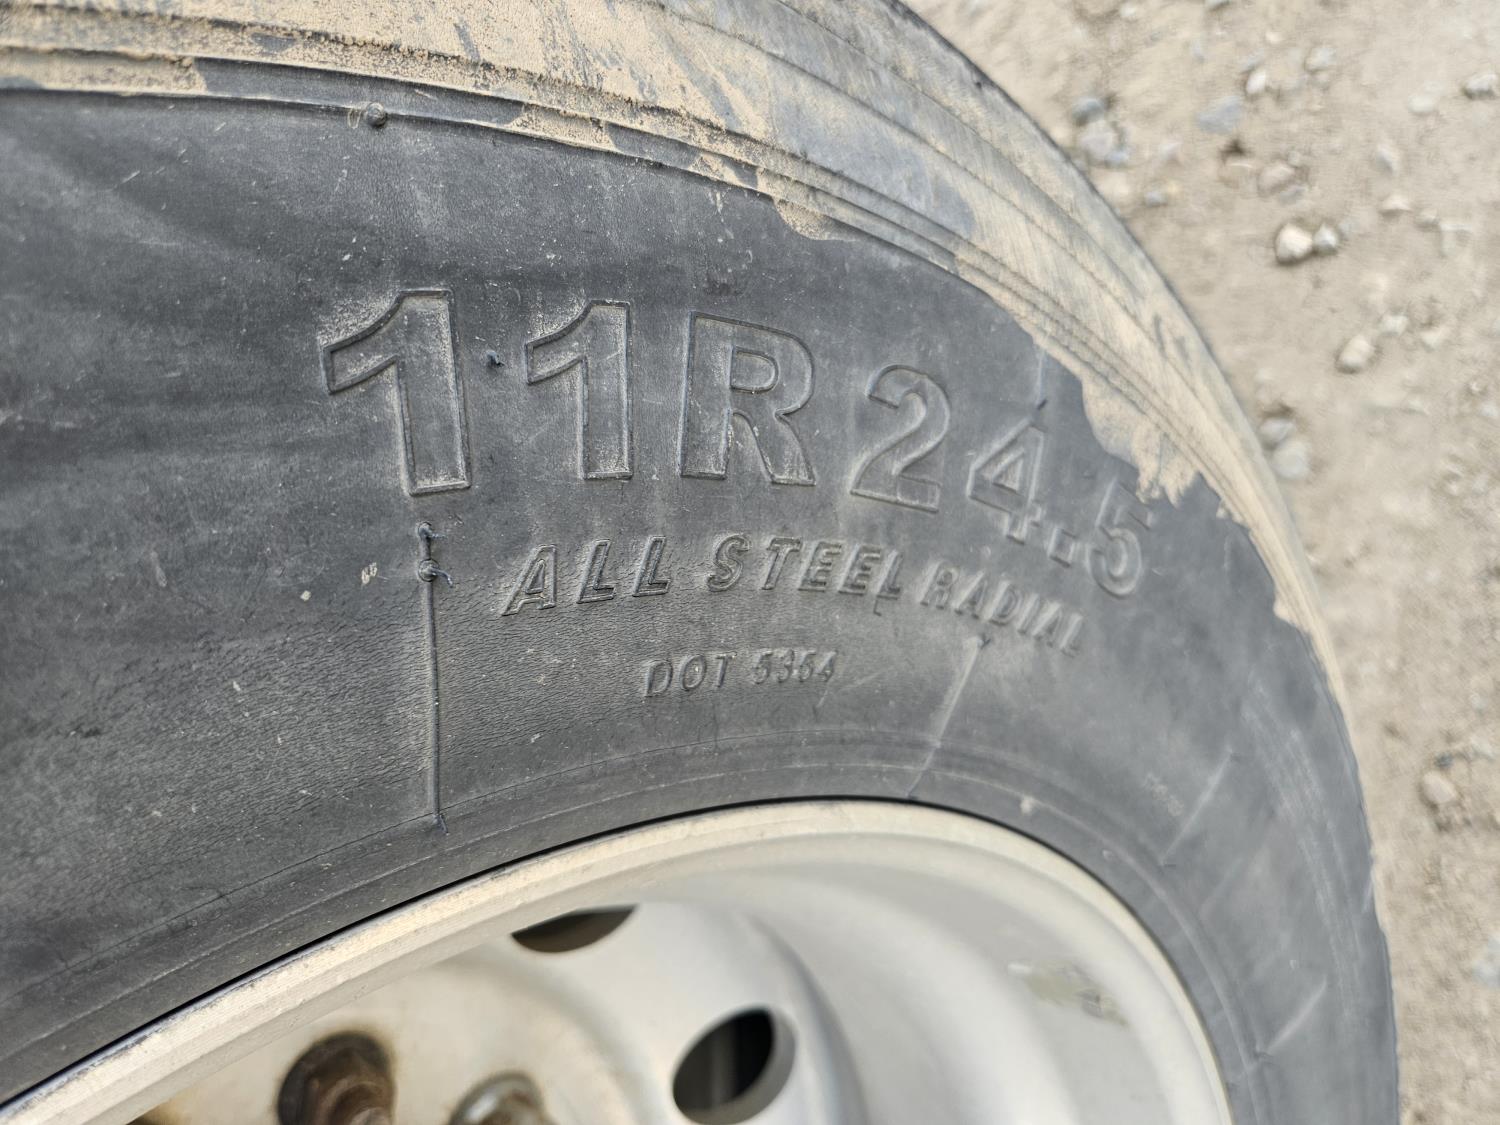 11R24.5
ALL STEEL RADIAL
DOT 5354